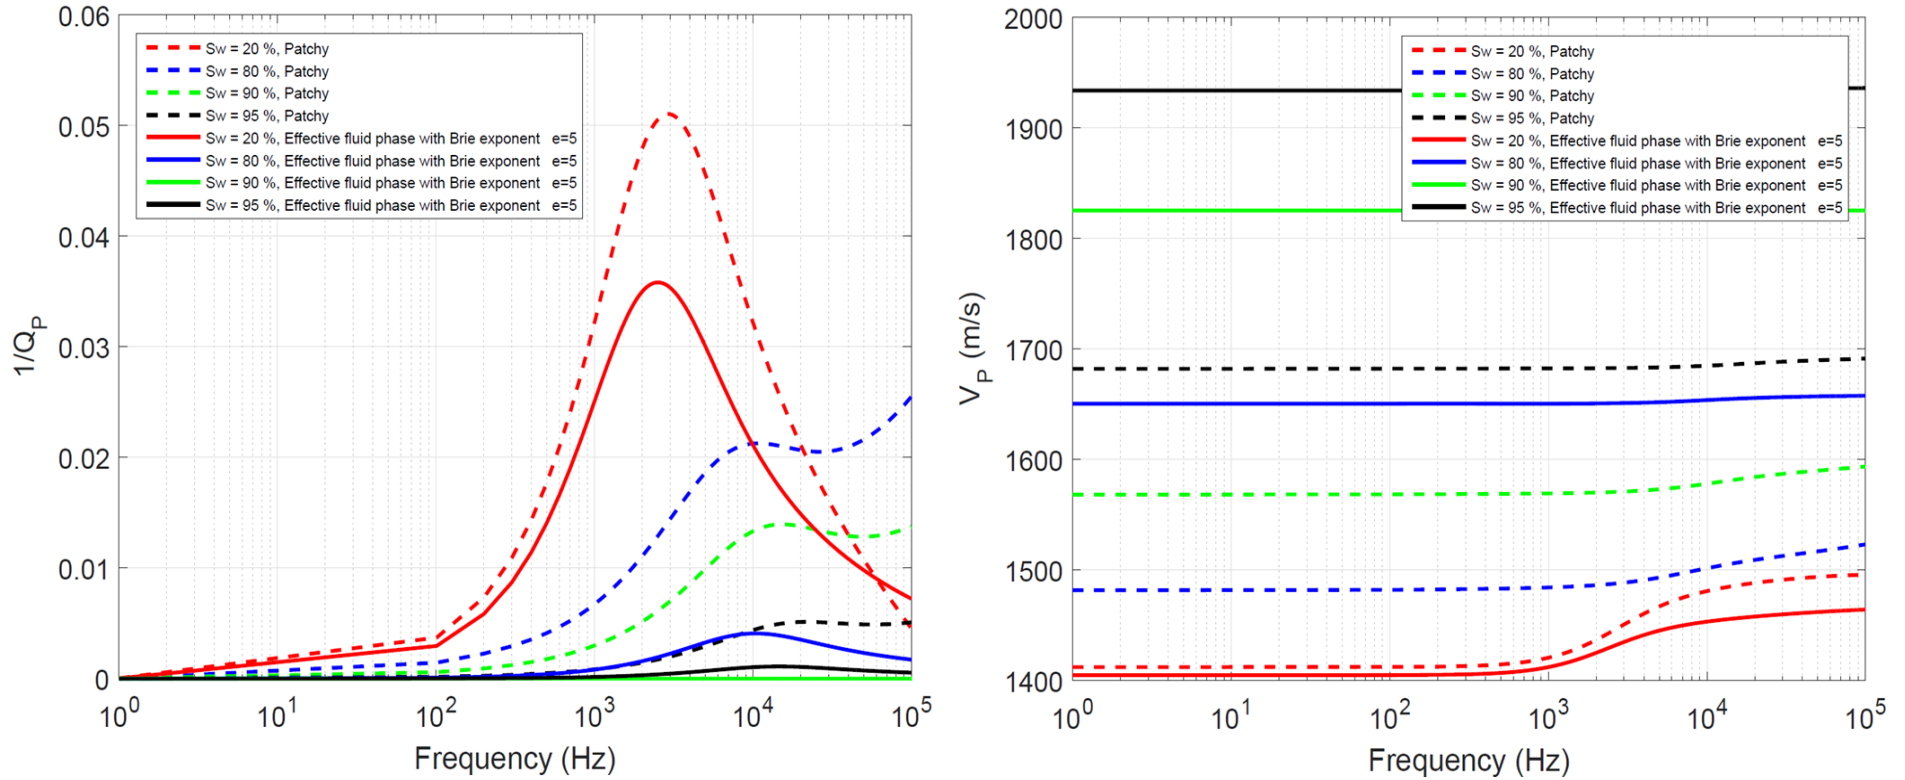 0.06
0.05
0.04
0.03
0.02
0.01
0
1/Q_P
Sw = 20 %, Patchy
Sw = 80 %, Patchy
Sw = 90 %, Patchy
Sw = 95 %, Patchy
Sw = 20 %, Effective fluid phase with Brie exponent e=5
Sw = 80 %, Effective fluid phase with Brie exponent e=5
Sw = 90 %, Effective fluid phase with Brie exponent e=5
Sw = 95 %, Effective fluid phase with Brie exponent e=5
10^0 10^1 10^2 10^3 10^4 10^5
Frequency (Hz)
2000
1900
1800
1700
1600
1500
1400
V_P (m/s)
Sw = 20 %, Patchy
Sw = 80 %, Patchy
Sw = 90 %, Patchy
Sw = 95 %, Patchy
Sw = 20 %, Effective fluid phase with Brie exponent e=5
Sw = 80 %, Effective fluid phase with Brie exponent e=5
Sw = 90 %, Effective fluid phase with Brie exponent e=5
Sw = 95 %, Effective fluid phase with Brie exponent e=5
10^0 10^1 10^2 10^3 10^4 10^5
Frequency (Hz)